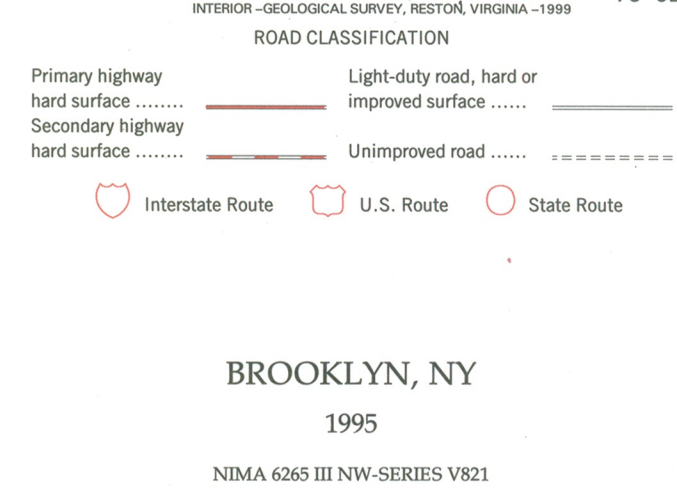 INTERIOR –GEOLOGICAL SURVEY, RESTON, VIRGINIA –1999
ROAD CLASSIFICATION
Primary highway
hard surface ........
Light-duty road, hard or
improved surface ......
Secondary highway
hard surface ........
Unimproved road ......
Interstate Route
U.S. Route
State Route
BROOKLYN, NY
1995
NIMA 6265 III NW-SERIES V821